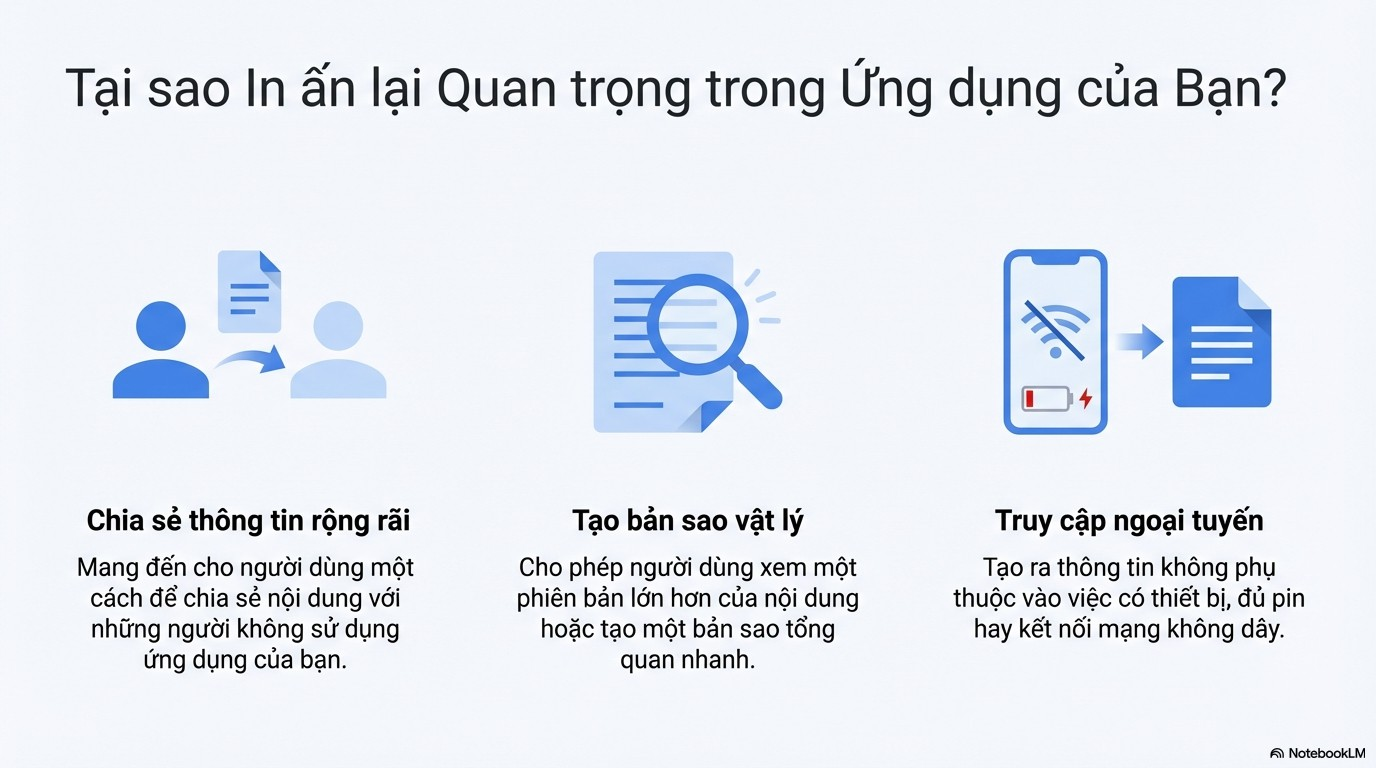 Tại sao In ấn lại Quan trọng trong Ứng dụng của Bạn?
Chia sẻ thông tin rộng rãi
Mang đến cho người dùng một
cách để chia sẻ nội dung với
những người không sử dụng
ứng dụng của bạn.
Tạo bản sao vật lý
Cho phép người dùng xem một
phiên bản lớn hơn của nội dung
hoặc tạo một bản sao tổng
quan nhanh.
Truy cập ngoại tuyến
Tạo ra thông tin không phụ
thuộc vào việc có thiết bị, đủ pin
hay kết nối mạng không dây.
NotebookLM